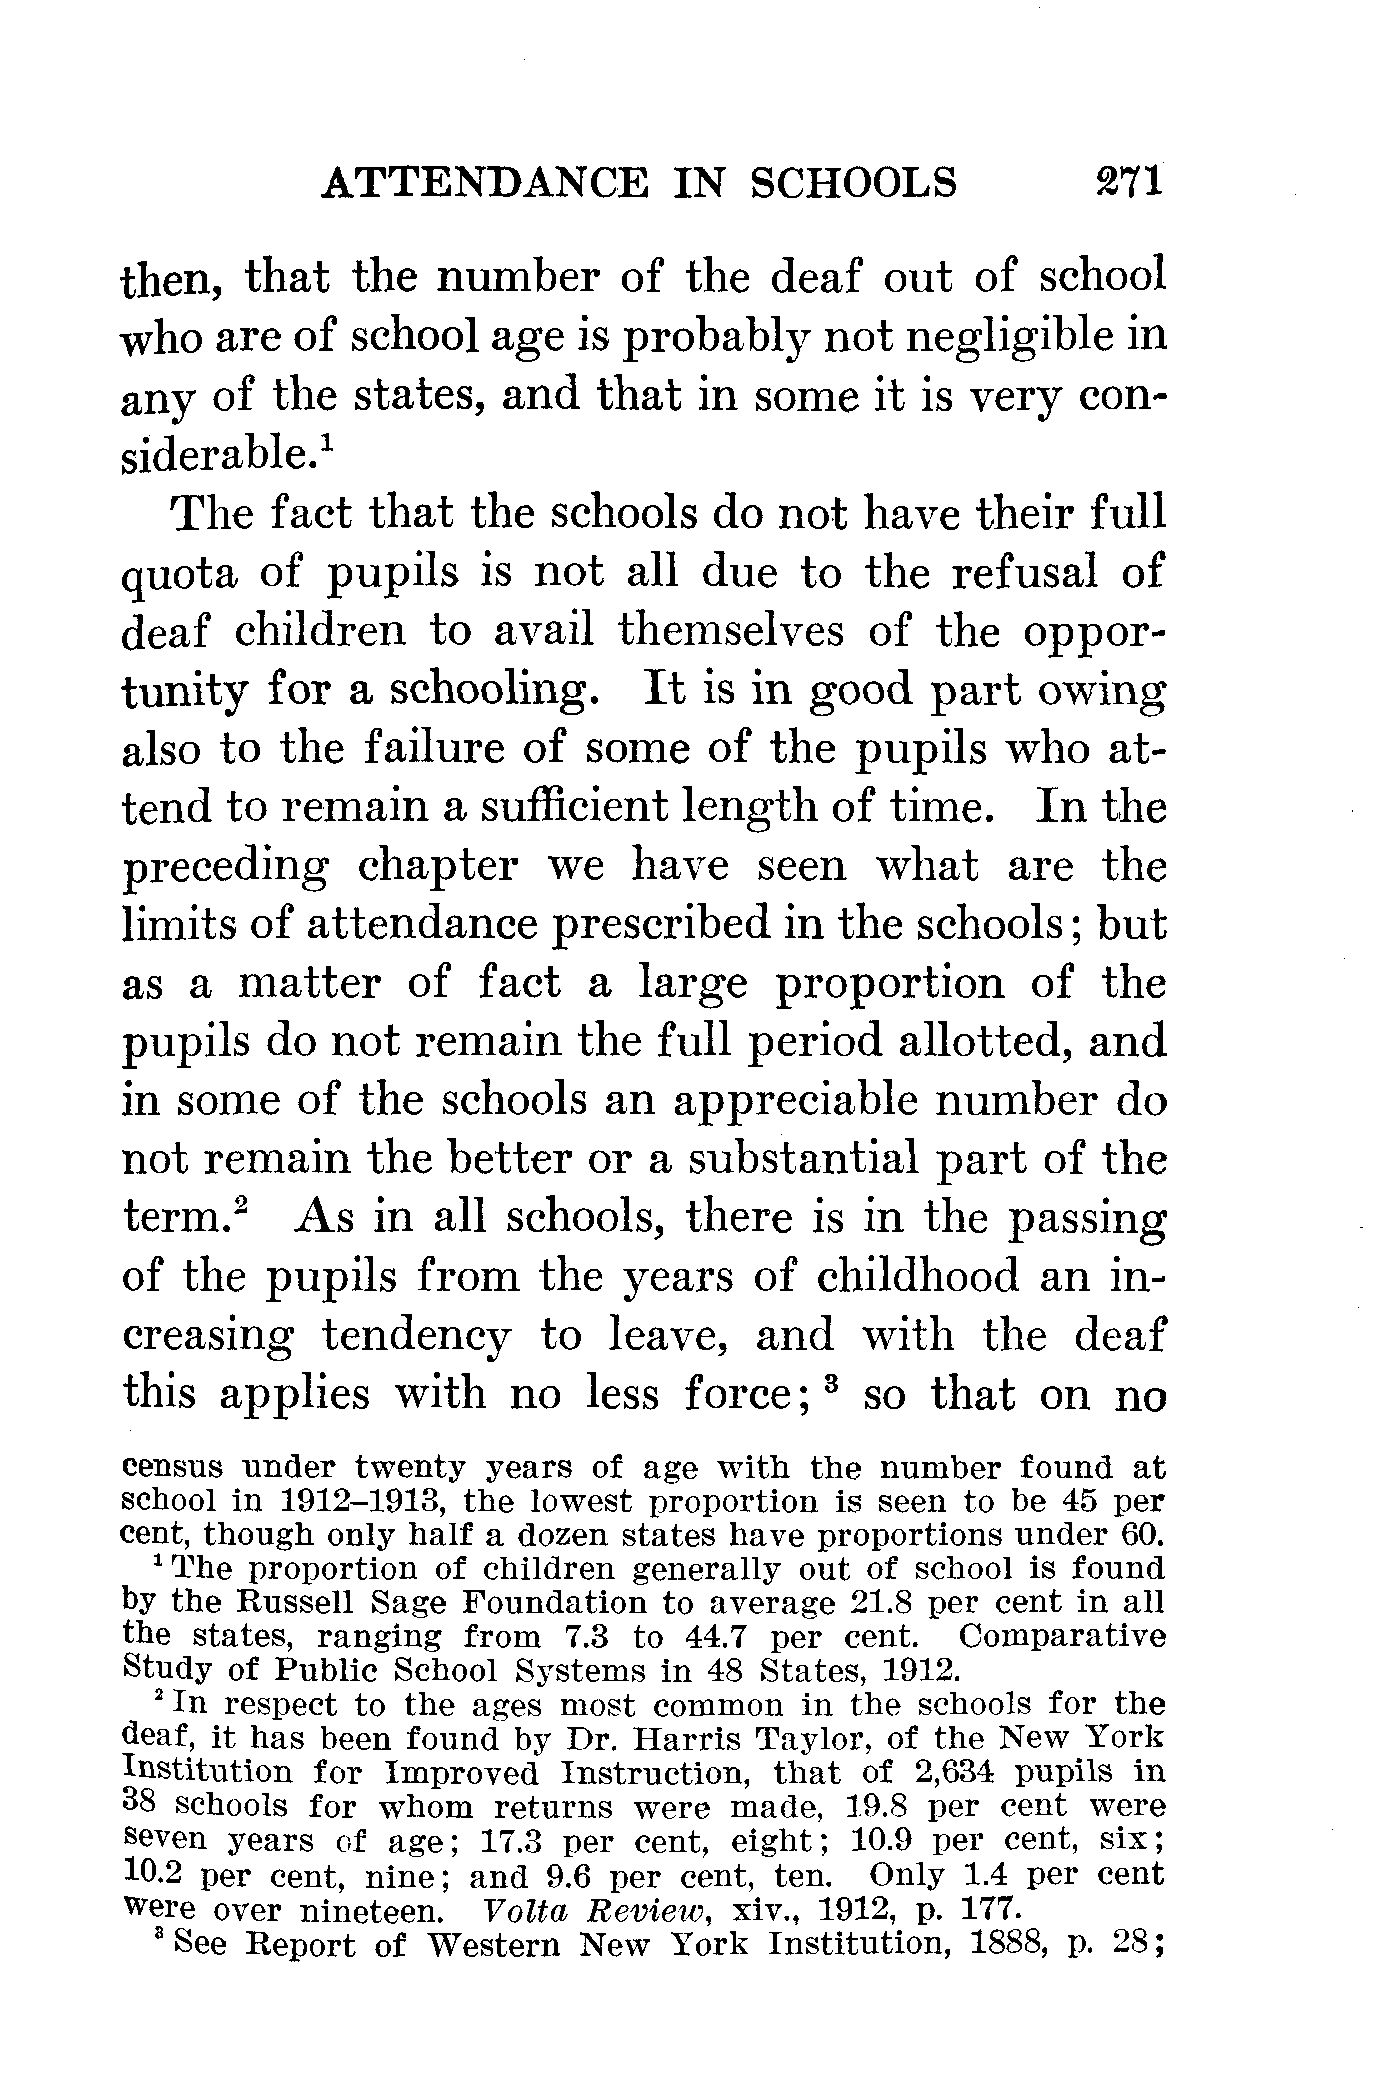 ATTENDANCE IN SCHOOLS 271
then, that the number of the deaf out of school
who are of school age is probably not negligible in
any of the states, and that in some it is very con-
siderable.¹
The fact that the schools do not have their full
quota of pupils is not all due to the refusal of
deaf children to avail themselves of the oppor-
tunity for a schooling. It is in good part owing
also to the failure of some of the pupils who at-
tend to remain a sufficient length of time. In the
preceding chapter we have seen what are the
limits of attendance prescribed in the schools; but
as a matter of fact a large proportion of the
pupils do not remain the full period allotted, and
in some of the schools an appreciable number do
not remain the better or a substantial part of the
term.² As in all schools, there is in the passing
of the pupils from the years of childhood an in-
creasing tendency to leave, and with the deaf
this applies with no less force; ³ so that on no
census under twenty years of age with the number found at
school in 1912–1913, the lowest proportion is seen to be 45 per
cent, though only half a dozen states have proportions under 60.
¹ The proportion of children generally out of school is found
by the Russell Sage Foundation to average 21.8 per cent in all
the states, ranging from 7.3 to 44.7 per cent. Comparative
Study of Public School Systems in 48 States, 1912.
² In respect to the ages most common in the schools for the
deaf, it has been found by Dr. Harris Taylor, of the New York
Institution for Improved Instruction, that of 2,634 pupils in
38 schools for whom returns were made, 19.8 per cent were
seven years of age; 17.3 per cent, eight; 10.9 per cent, six;
10.2 per cent, nine; and 9.6 per cent, ten. Only 1.4 per cent
were over nineteen. Volta Review, xiv., 1912, p. 177.
³ See Report of Western New York Institution, 1888, p. 28;